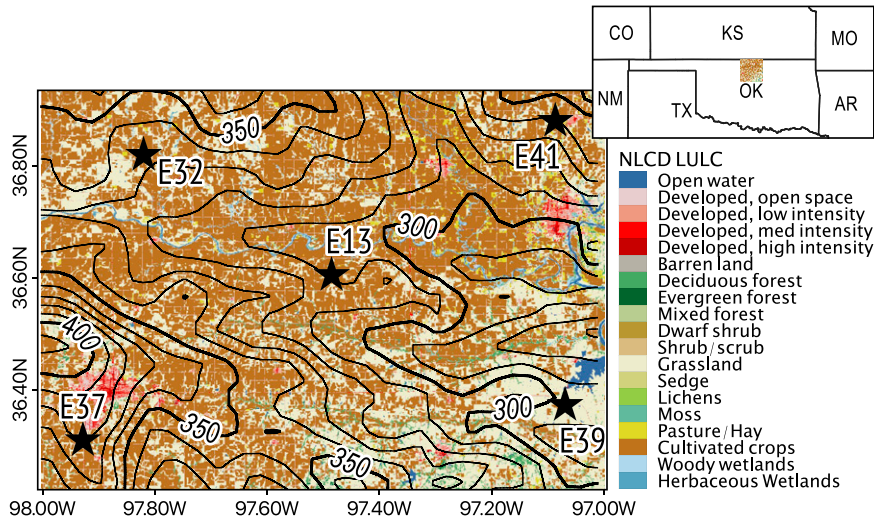 CO
KS
MO
NM
TX
OK
AR
350
E32
E41
E13
300
400
E37
350
300
E39
350
36.80N
36.60N
36.40N
98.00W
97.80W
97.60W
97.40W
97.20W
97.00W
NLCD LULC
Open water
Developed, open space
Developed, low intensity
Developed, med intensity
Developed, high intensity
Barren land
Deciduous forest
Evergreen forest
Mixed forest
Dwarf shrub
Shrub/scrub
Grassland
Sedge
Lichens
Moss
Pasture/Hay
Cultivated crops
Woody wetlands
Herbaceous Wetlands